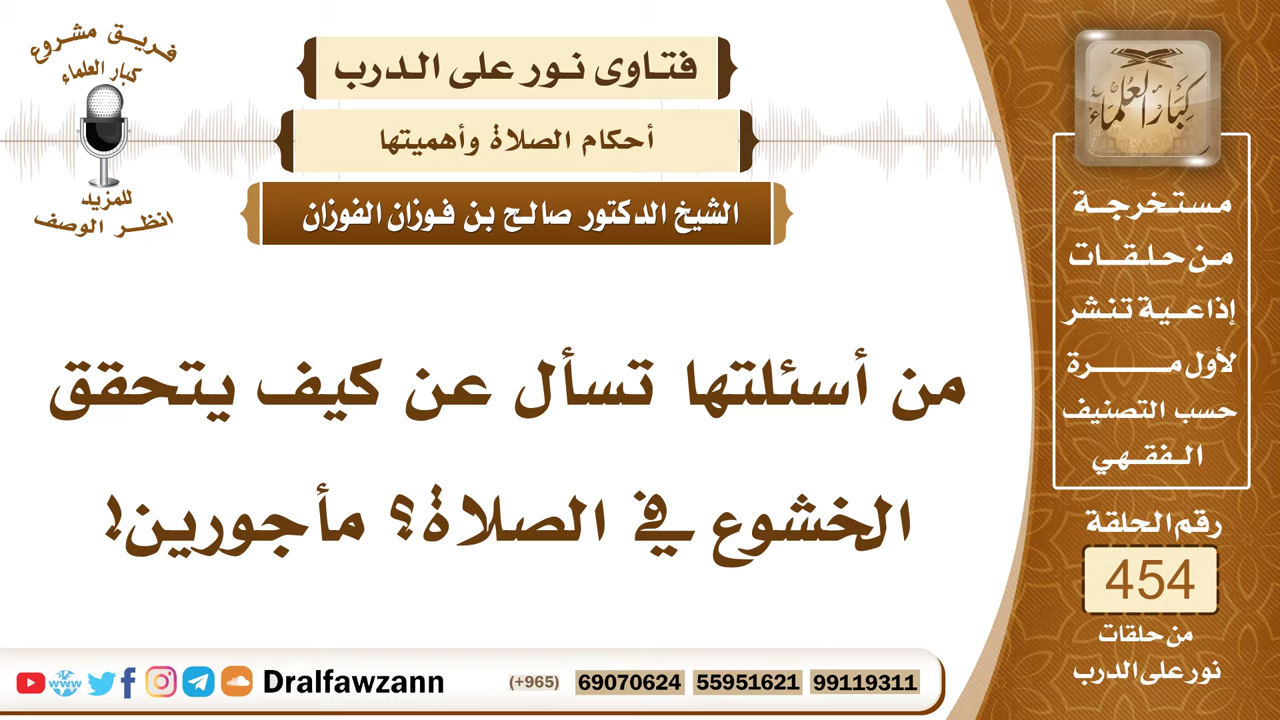 فريق مشروع
كبار العلماء
للمزيد
انظر الوصف
فتاوى نور على الدرب
أحكام الصلاة وأهميتها
الشيخ الدكتور صالح بن فوزان الفوزان
من أسئلتها تسأل عن كيف يتحقق
الخشوع في الصلاة؟ مأجورين!
كبار العلماء
مستخرجة
من حلقات
إذاعية تنشر
لأول مرة
حسب التصنيف
الفقهي
رقم الحلقة
454
من حلقات
نور على الدرب
www
Dralfawzann (+965) 69070624 55951621 99119311